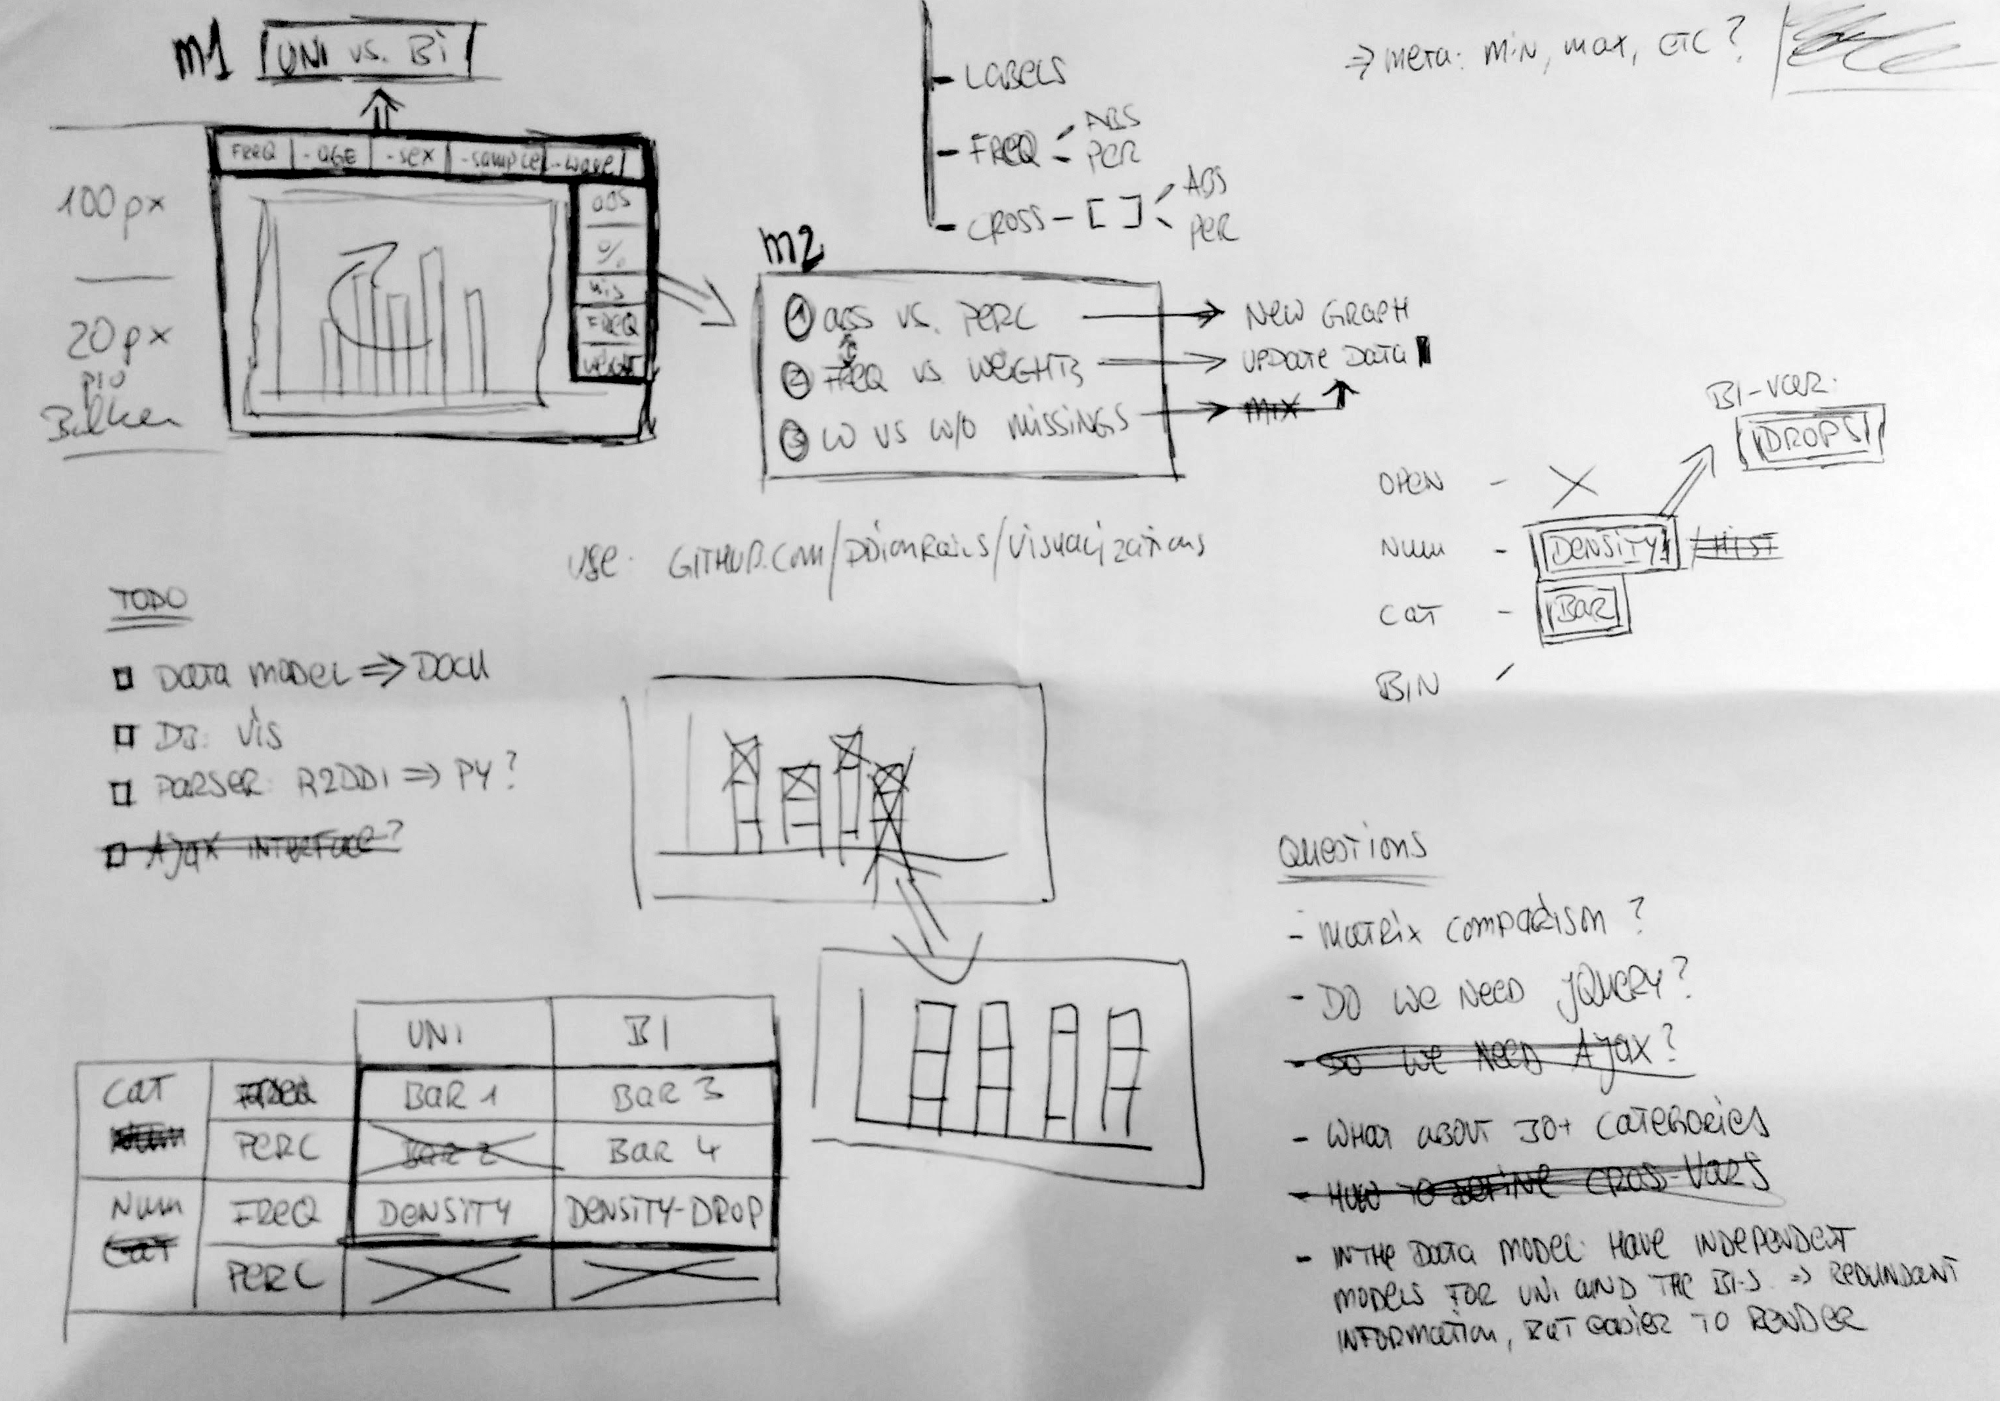 m1 UNI vs. BI
FREQ -AGE -SEX -SAMPLE -WAVE
ABS
%
MIS
FREQ
WEIGHT
100px
20px
pro
Balken
LABELS
FREQ ABS
PER
CROSS - [ ] ABS
PER
⇒ META: MIN, MAX, ETC?
m2
① ABS VS. PERC → NEW GRAPH
② FREQ VS. WEIGHTS → UPDATE DATA
③ W VS W/O MISSINGS → MIX
BI-VAR:
DROPS
OPEN - X
NUM - DENSITY HIST
CAT - BAR
BIN -
USE: GITHUB.COM/DDIONRAILS/VISUALIZATIONS
TODO
DATA MODEL ⇒ DOCU
D3: VIS
PARSER: R2DDI ⇒ PY?
AJAX INTERFACE?
UNI BI
CAT FREQ BAR 1 BAR 3
NUM PERC BAR 2 BAR 4
NUM FREQ DENSITY DENSITY-DROP
CAT PERC
QUESTIONS
- MATRIX COMPARISON?
- DO WE NEED JQUERY?
- DO WE NEED AJAX?
- WHAT ABOUT 30+ CATEGORIES
- HOW TO DEFINE CROSS-VARS
- IN THE DATA MODEL: HAVE INDEPENDENT
MODELS FOR UNI AND THE BI-S ⇒ REDUNDANT
INFORMATION, BUT EASIER TO RENDER